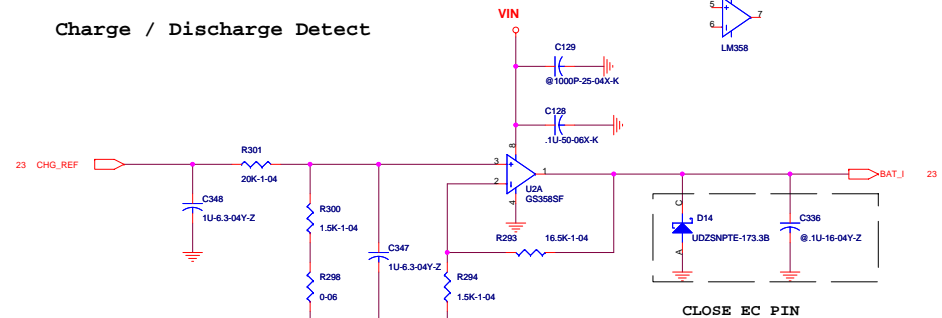 VIN
Charge / Discharge Detect
5
6
7
LM358
C129
@1000P-25-04X-K
C128
.1U-50-06X-K
8
R301
23 CHG_REF
20K-1-04
3
1
2
U2A
GS358SF
4
BAT_I 23
C348
1U-6.3-04Y-Z
R300
1.5K-1-04
C
D14
UDZSNPTE-173.3B
A
C336
@.1U-16-04Y-Z
R293 16.5K-1-04
C347
1U-6.3-04Y-Z
R298
0-06
R294
1.5K-1-04
CLOSE EC PIN